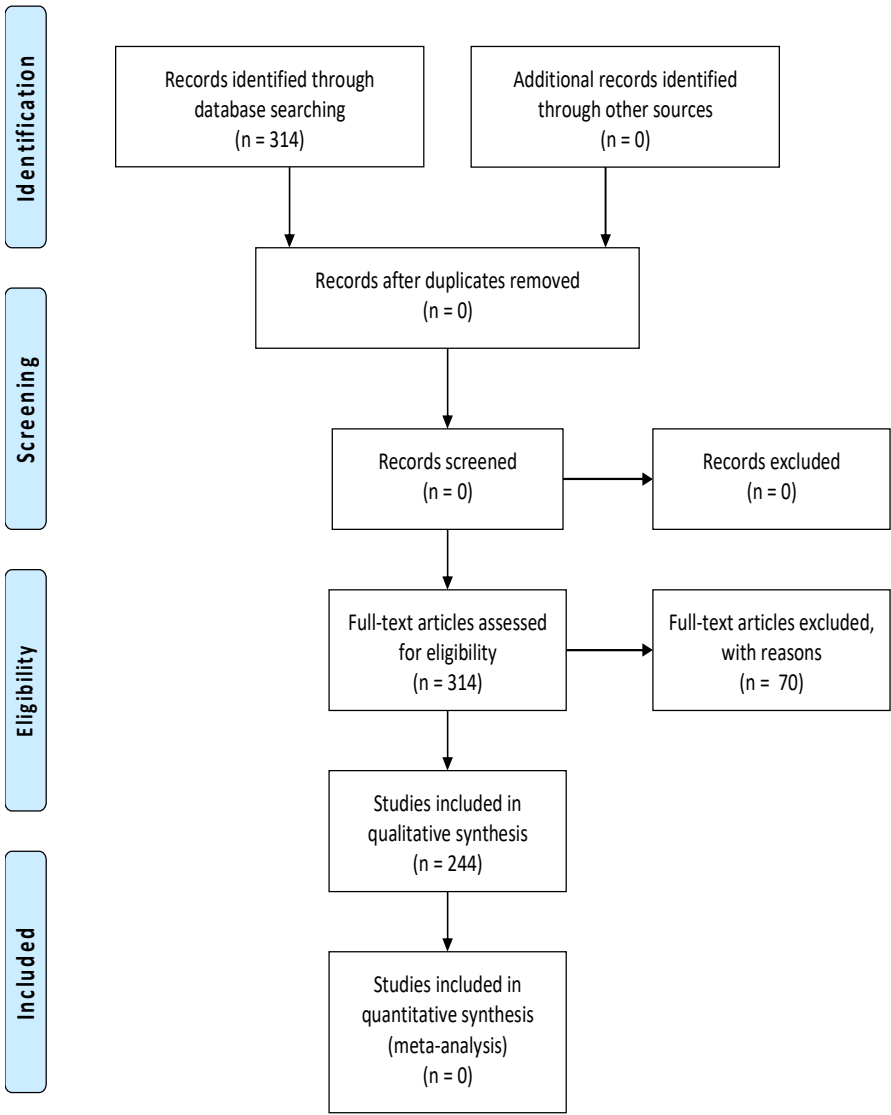 Identification
Records identified through
database searching
(n = 314)
Additional records identified
through other sources
(n = 0)
Records after duplicates removed
(n = 0)
Screening
Records screened
(n = 0)
Records excluded
(n = 0)
Eligibility
Full-text articles assessed
for eligibility
(n = 314)
Full-text articles excluded,
with reasons
(n = 70)
Studies included in
qualitative synthesis
(n = 244)
Included
Studies included in
quantitative synthesis
(meta-analysis)
(n = 0)